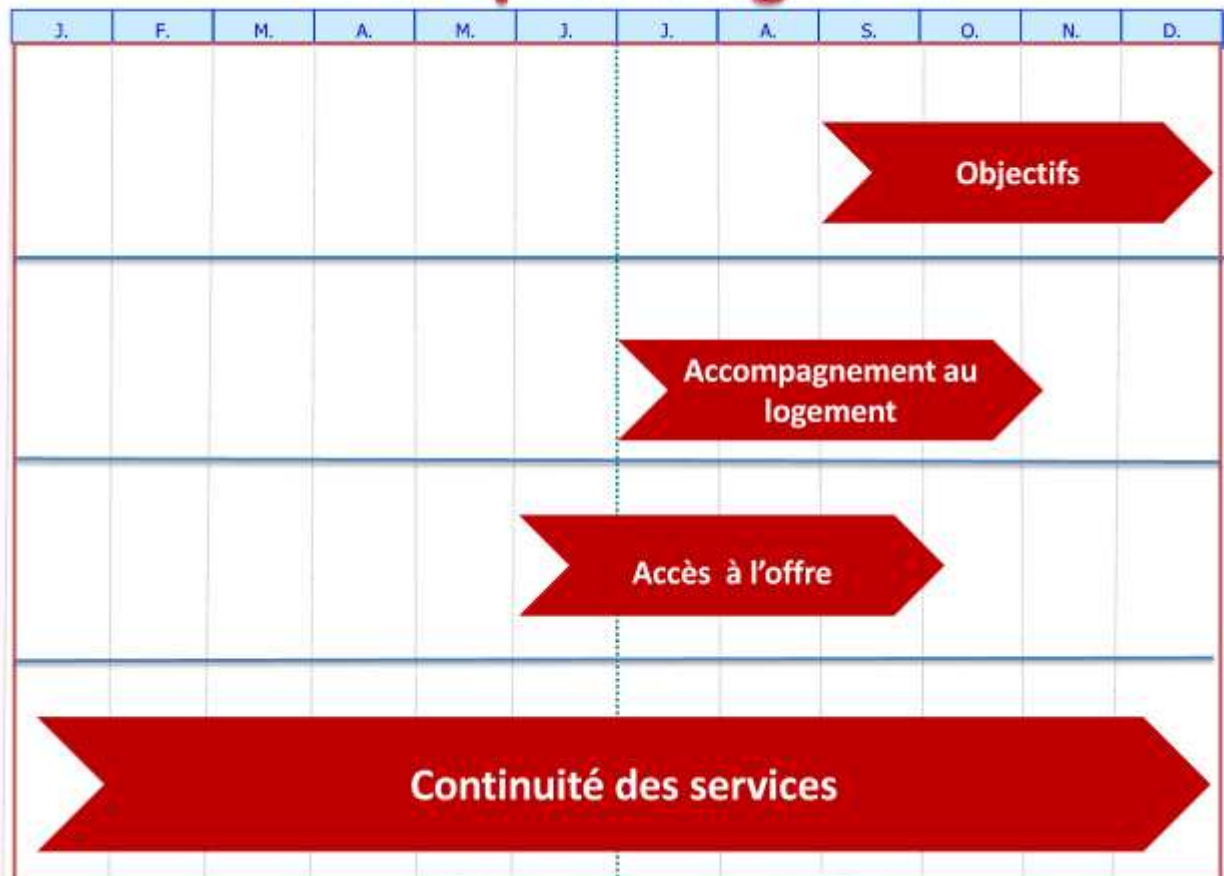 J. F. M. A. M. J. J. A. S. O. N. D.
Objectifs
Accompagnement au
logement
Accès à l'offre
Continuité des services